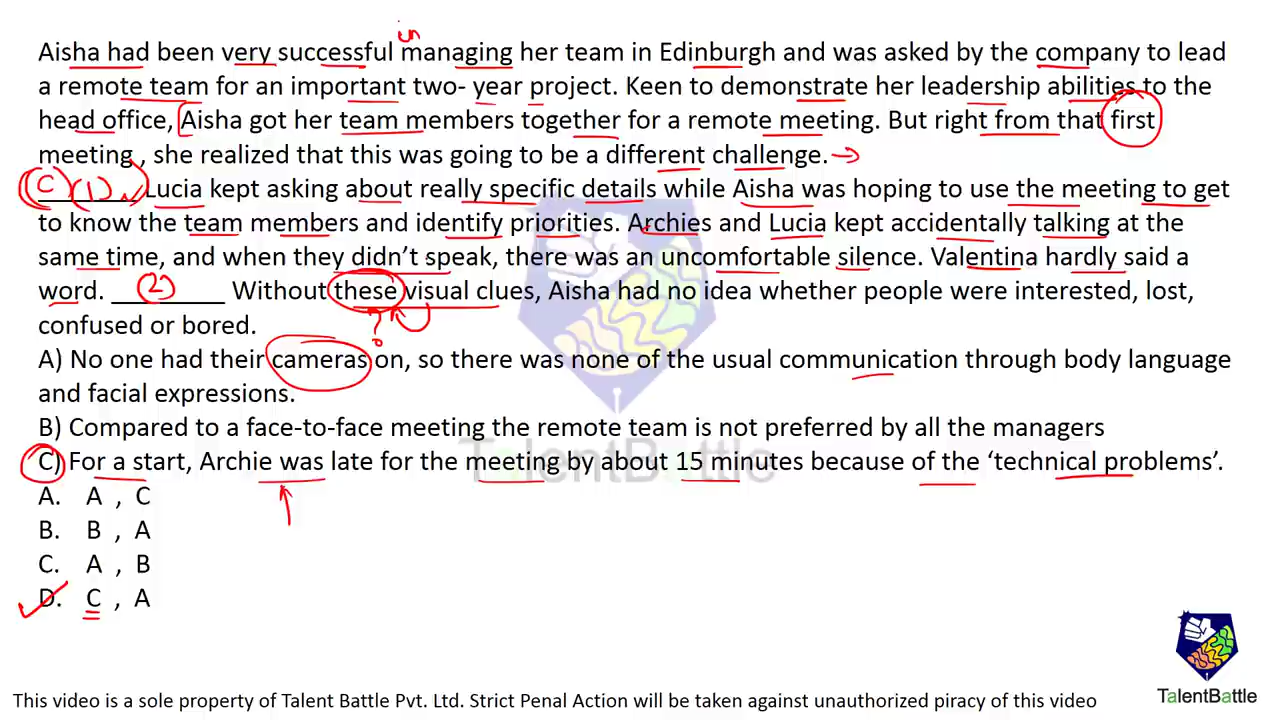 in
Aisha had been very successful managing her team in Edinburgh and was asked by the company to lead
a remote team for an important two- year project. Keen to demonstrate her leadership abilities to the
head office, Aisha got her team members together for a remote meeting. But right from that first
meeting , she realized that this was going to be a different challenge.
C (1) Lucia kept asking about really specific details while Aisha was hoping to use the meeting to get
to know the team members and identify priorities. Archies and Lucia kept accidentally talking at the
same time, and when they didn't speak, there was an uncomfortable silence. Valentina hardly said a
word. ________ (2) Without these visual clues, Aisha had no idea whether people were interested, lost,
confused or bored. ?
A) No one had their cameras on, so there was none of the usual communication through body language
and facial expressions.
B) Compared to a face-to-face meeting the remote team is not preferred by all the managers
C) For a start, Archie was late for the meeting by about 15 minutes because of the 'technical problems'.
TalentBattle
A. A , C
B. B , A
C. A , B
D. C , A
TalentBattle
This video is a sole property of Talent Battle Pvt. Ltd. Strict Penal Action will be taken against unauthorized piracy of this video